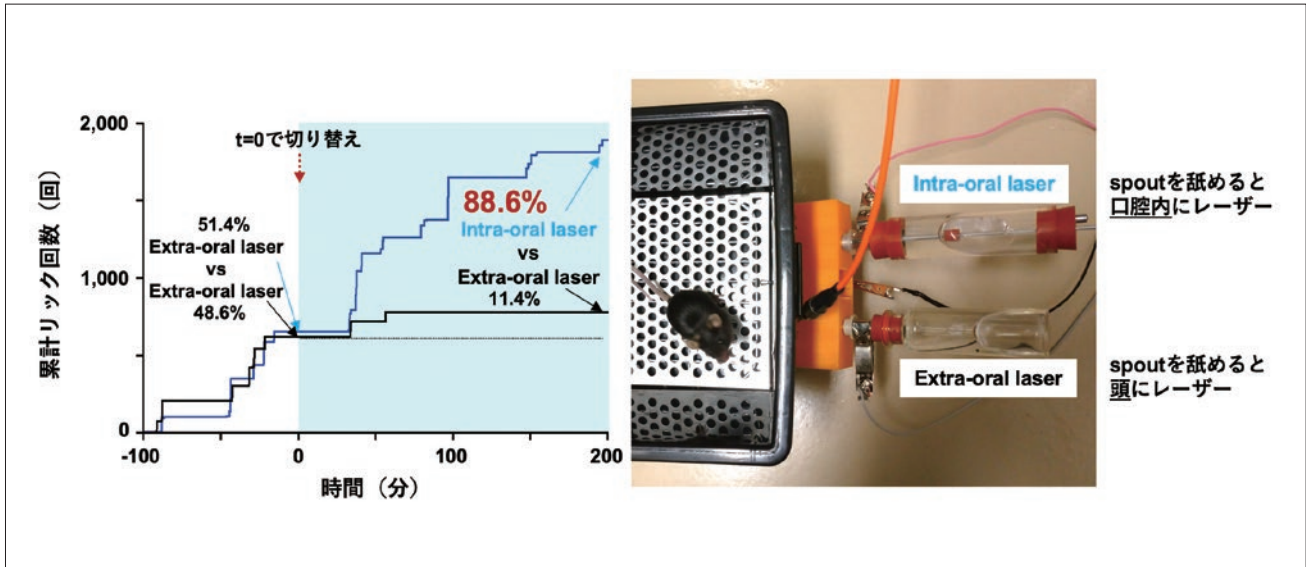 2,000
1,000
0
累計リック回数（回）
t=0で切り替え
51.4%
Extra-oral laser
vs
Extra-oral laser
48.6%
88.6%
Intra-oral laser
vs
Extra-oral laser
11.4%
-100
0
100
200
時間（分）
Intra-oral laser
Extra-oral laser
spoutを舐めると
口腔内にレーザー
spoutを舐めると
頭にレーザー